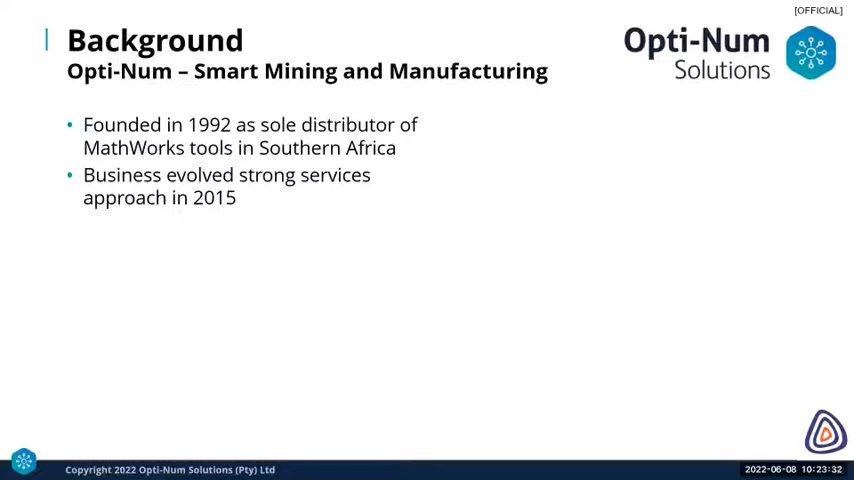 [OFFICIAL]
Background
Opti-Num – Smart Mining and Manufacturing
Opti-Num
Solutions
• Founded in 1992 as sole distributor of
MathWorks tools in Southern Africa
• Business evolved strong services
approach in 2015
Copyright 2022 Opti-Num Solutions (Pty) Ltd
2022-06-08 10:23:32